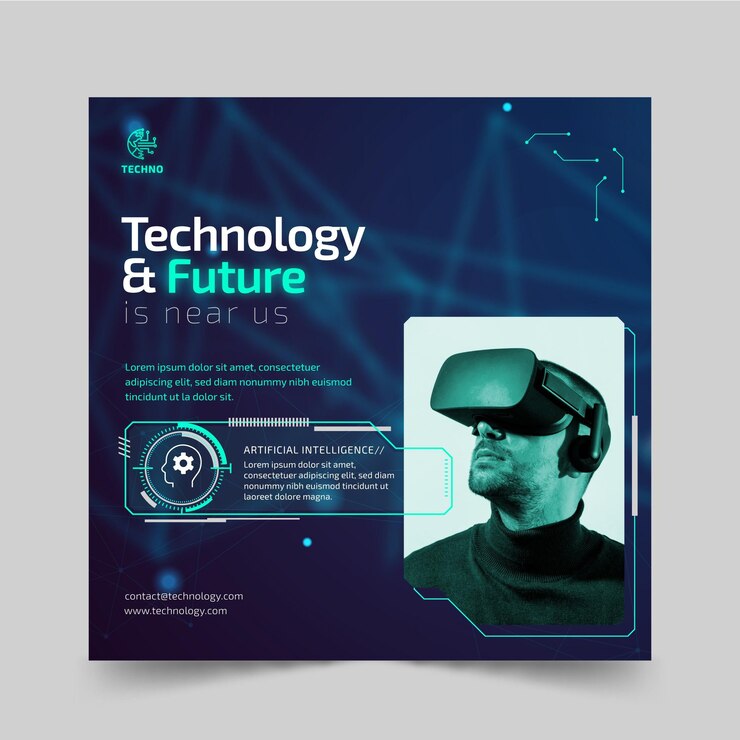 TECHNO
Technology
& Future
is near us
Lorem ipsum dolor sit amet, consectetuer
adipiscing elit, sed diam nonummy nibh euismod
tincidunt ut labore dolor sit.
ARTIFICIAL INTELLIGENCE//
Lorem ipsum dolor sit amet,
consectetuer adipiscing elit, sed diam
nonummy nibh euismod tincidunt ut
laoreet dolore magna.
contact@technology.com
www.technology.com